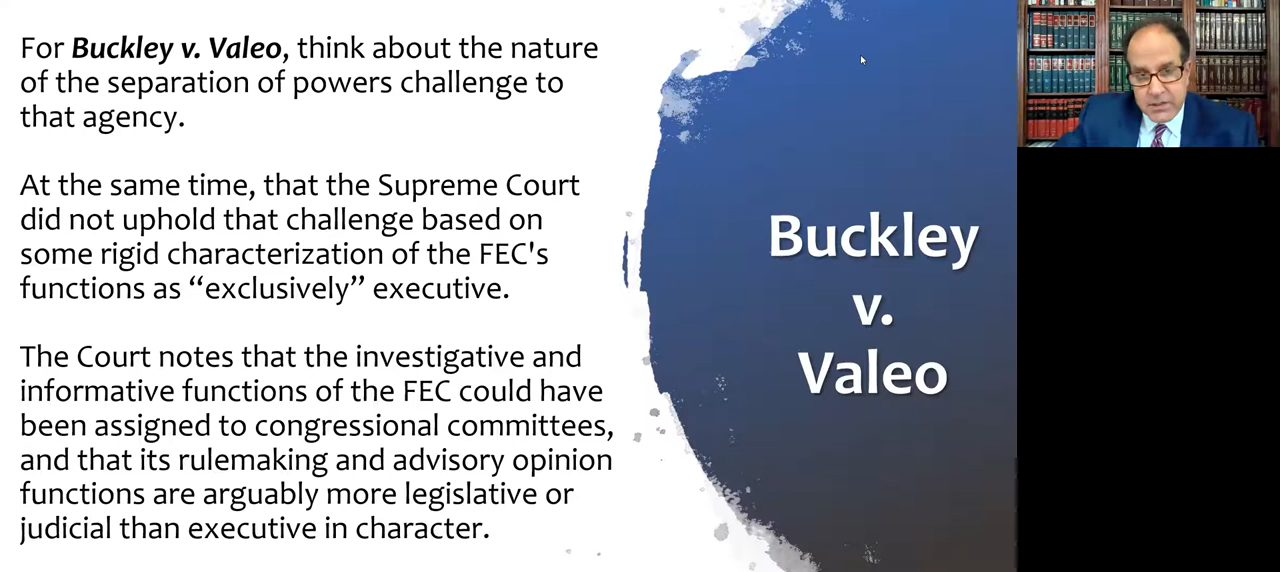 For Buckley v. Valeo, think about the nature
of the separation of powers challenge to
that agency.
At the same time, that the Supreme Court
did not uphold that challenge based on
some rigid characterization of the FEC's
functions as “exclusively” executive.
The Court notes that the investigative and
informative functions of the FEC could have
been assigned to congressional committees,
and that its rulemaking and advisory opinion
functions are arguably more legislative or
judicial than executive in character.
Buckley
v.
Valeo